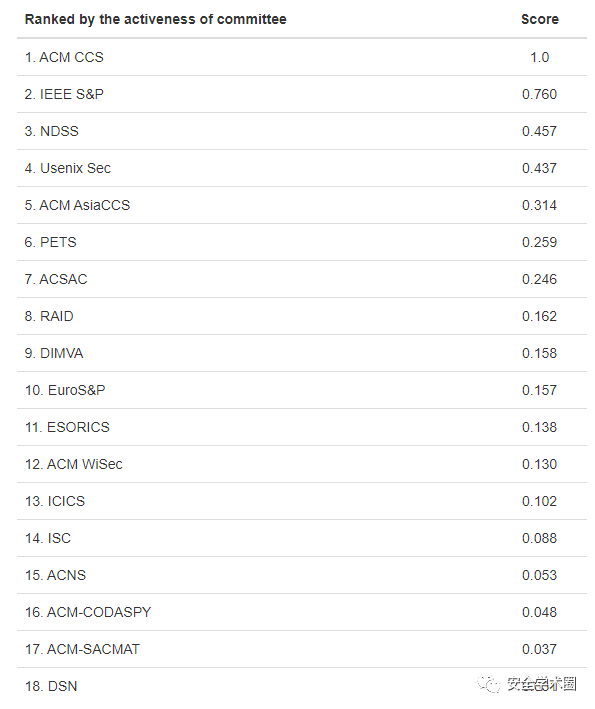 Ranked by the activeness of committee Score
1. ACM CCS 1.0
2. IEEE S&P 0.760
3. NDSS 0.457
4. Usenix Sec 0.437
5. ACM AsiaCCS 0.314
6. PETS 0.259
7. ACSAC 0.246
8. RAID 0.162
9. DIMVA 0.158
10. EuroS&P 0.157
11. ESORICS 0.138
12. ACM WiSec 0.130
13. ICICS 0.102
14. ISC 0.088
15. ACNS 0.053
16. ACM-CODASPY 0.048
17. ACM-SACMAT 0.037
18. DSN
安全学术圈